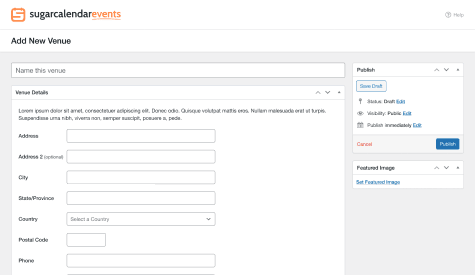 sugarcalendarevents
Help
Add New Venue
Name this venue
Venue Details
Lorem ipsum dolor sit amet, consectetuer adipiscing elit. Donec odio. Quisque volutpat mattis eros. Nullam malesuada erat ut turpis.
Suspendisse urna nibh, viverra non, semper suscipit, posuere a, pede.
Address
Address 2 (optional)
City
State/Province
Country
Select a Country
Postal Code
Phone
Publish
Save Draft
Status: Draft Edit
Visibility: Public Edit
Publish immediately Edit
Cancel
Publish
Featured Image
Set Featured Image